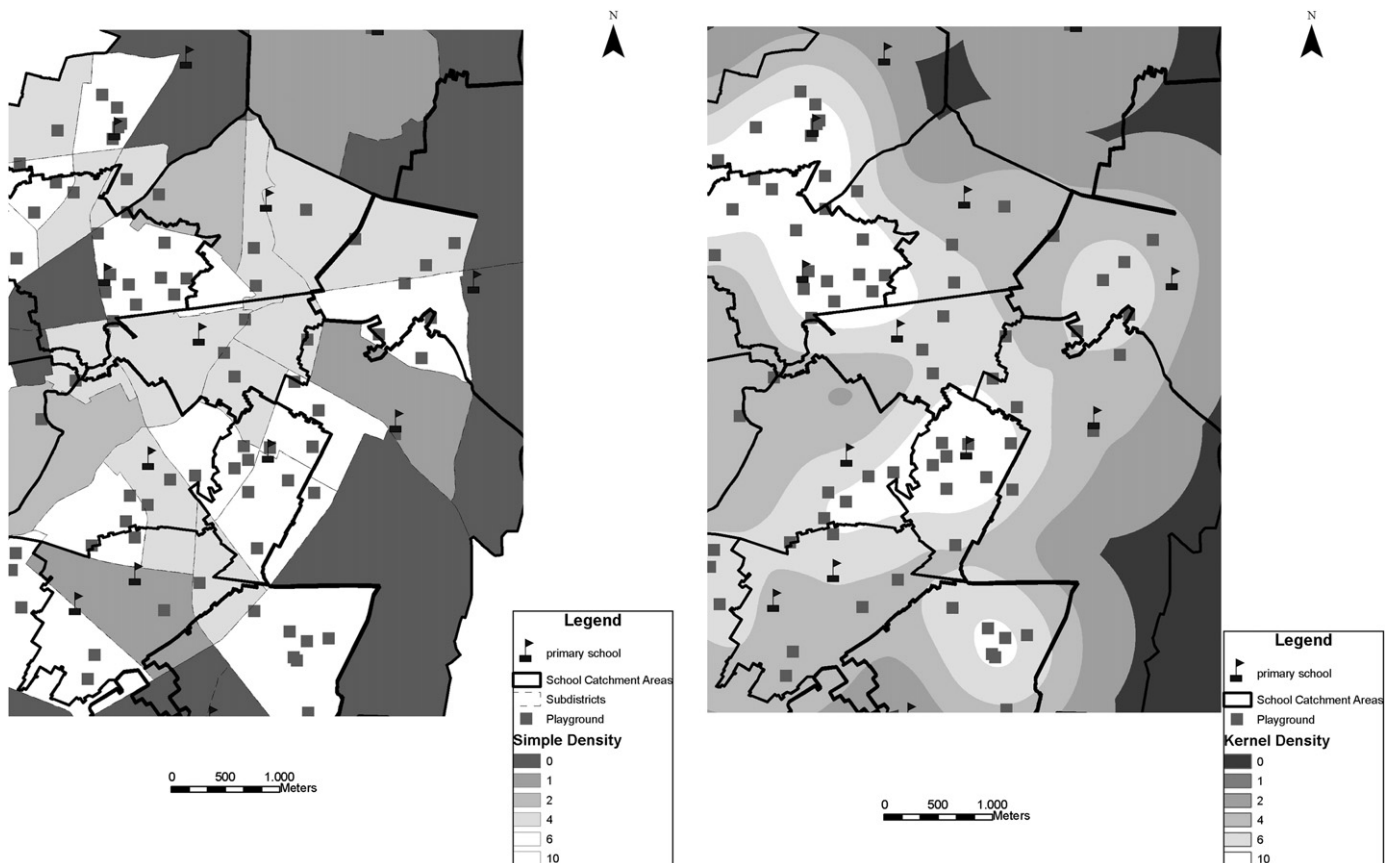 N
Legend
primary school
School Catchment Areas
Subdistricts
Playground
Simple Density
0
1
2
4
6
10
0 500 1.000
Meters
N
Legend
primary school
School Catchment Areas
Playground
Kernel Density
0
1
2
4
6
10
0 500 1.000
Meters